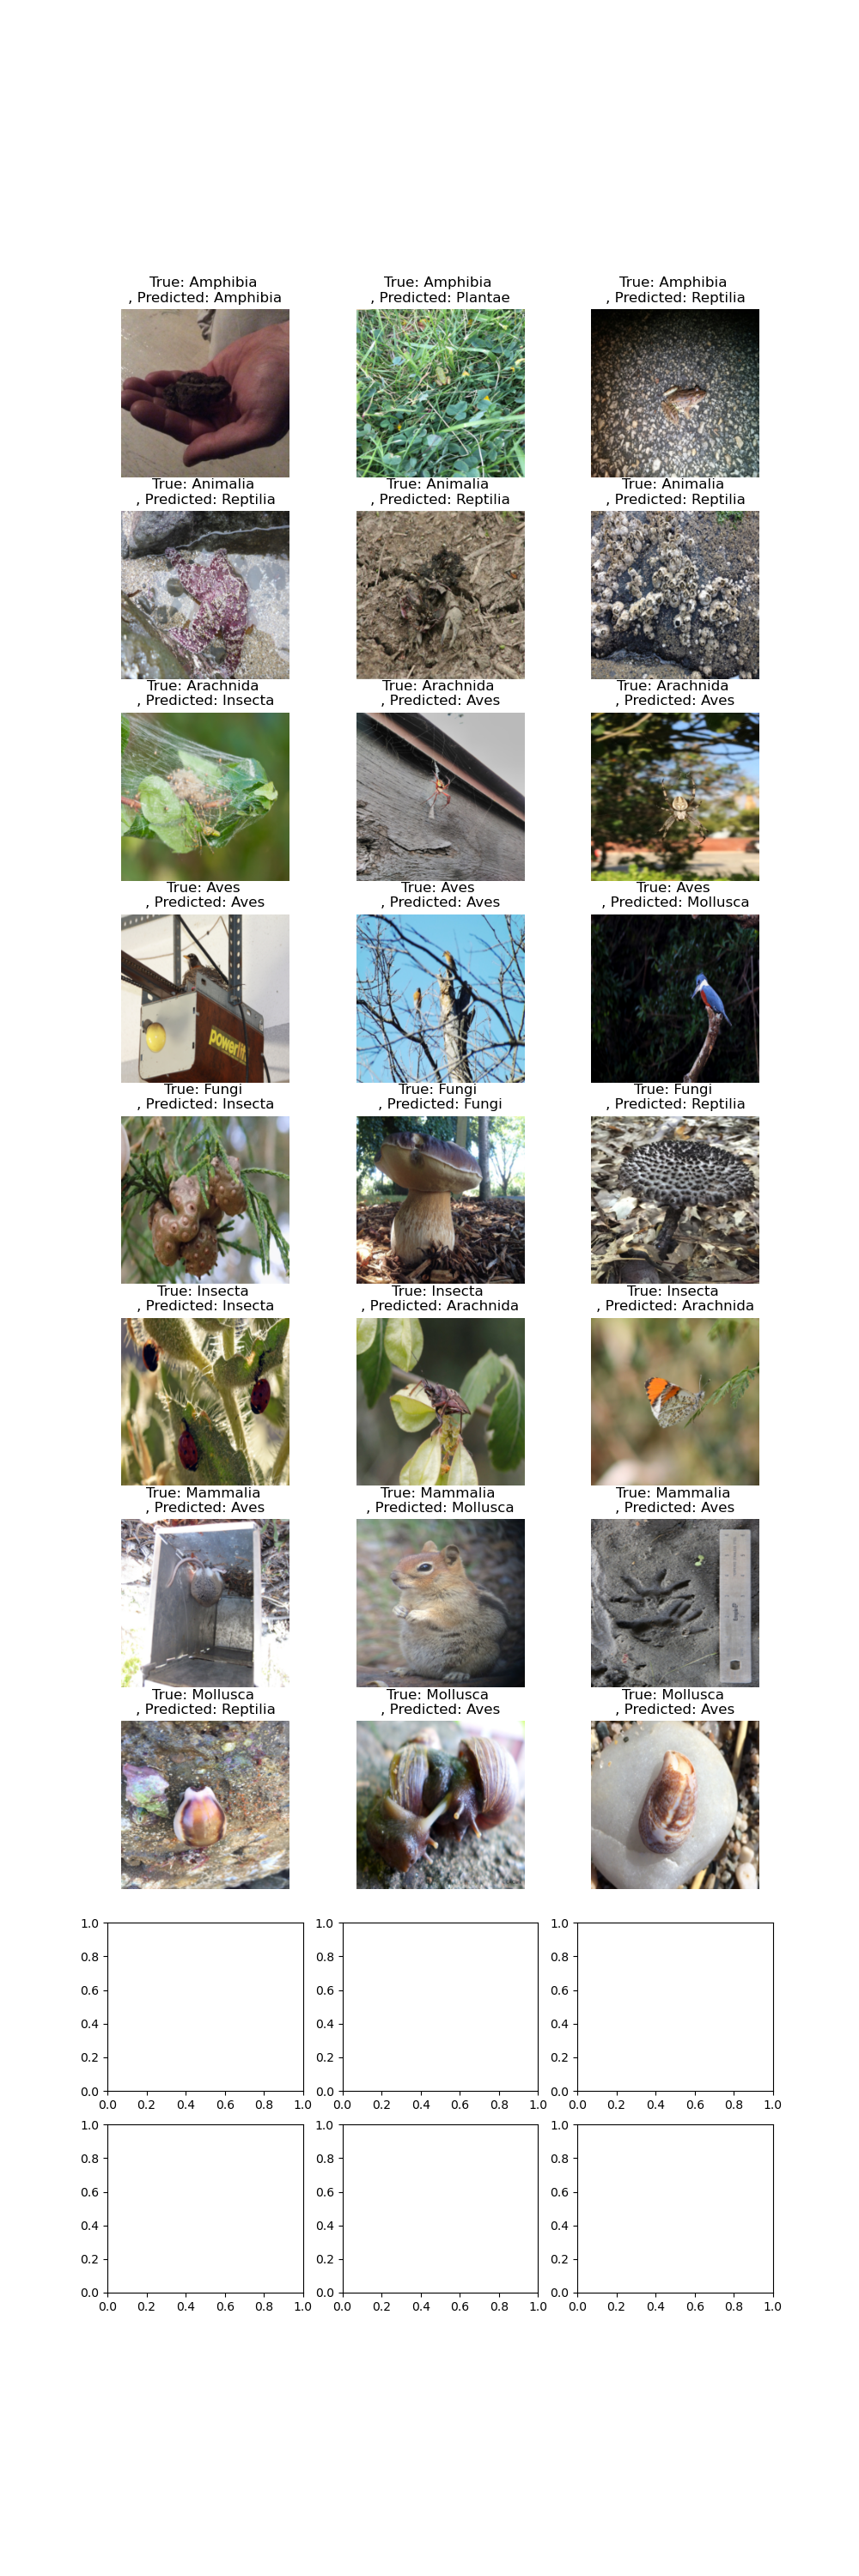 True: Amphibia
, Predicted: Amphibia
True: Amphibia
, Predicted: Plantae
True: Amphibia
, Predicted: Reptilia
True: Animalia
, Predicted: Reptilia
True: Animalia
, Predicted: Reptilia
True: Animalia
, Predicted: Reptilia
True: Arachnida
, Predicted: Insecta
True: Arachnida
, Predicted: Aves
True: Arachnida
, Predicted: Aves
True: Aves
, Predicted: Aves
True: Aves
, Predicted: Aves
True: Aves
, Predicted: Mollusca
powerlift
True: Fungi
, Predicted: Insecta
True: Fungi
, Predicted: Fungi
True: Fungi
, Predicted: Reptilia
True: Insecta
, Predicted: Insecta
True: Insecta
, Predicted: Arachnida
True: Insecta
, Predicted: Arachnida
True: Mammalia
, Predicted: Aves
True: Mammalia
, Predicted: Mollusca
True: Mammalia
, Predicted: Aves
True: Mollusca
, Predicted: Reptilia
True: Mollusca
, Predicted: Aves
True: Mollusca
, Predicted: Aves
1.0
0.8
0.6
0.4
0.2
0.0
0.0 0.2 0.4 0.6 0.8 1.0
1.0
0.8
0.6
0.4
0.2
0.0
0.0 0.2 0.4 0.6 0.8 1.0
1.0
0.8
0.6
0.4
0.2
0.0
0.0 0.2 0.4 0.6 0.8 1.0
1.0
0.8
0.6
0.4
0.2
0.0
0.0 0.2 0.4 0.6 0.8 1.0
1.0
0.8
0.6
0.4
0.2
0.0
0.0 0.2 0.4 0.6 0.8 1.0
1.0
0.8
0.6
0.4
0.2
0.0
0.0 0.2 0.4 0.6 0.8 1.0